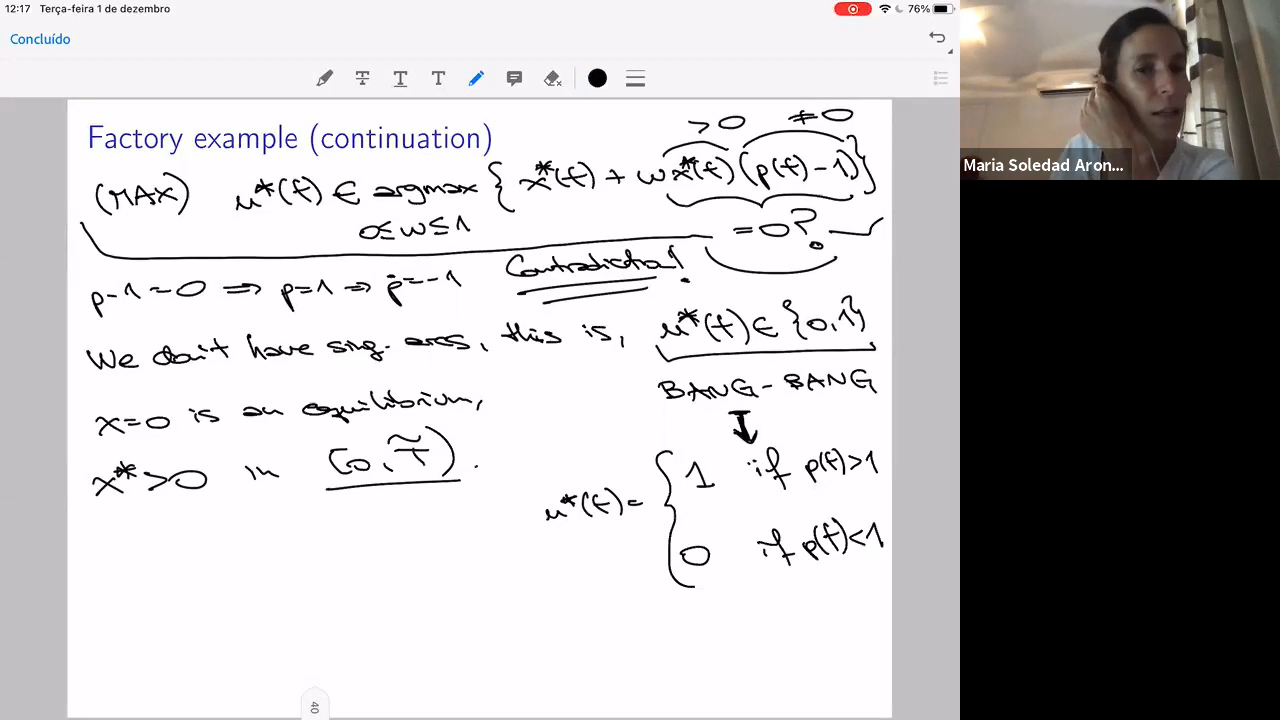 12:17 Terça-feira 1 de dezembro
76%
Concluído
T T T
Maria Soledad Aron...
Factory example (continuation)
>0 ≠0
(MAX) u*(t) ∈ argmax { x*(t) + w x*(t) (p(t) - 1) }
0≤w≤1
=0?
p-1=0 ⇒ p=1 ⇒ ṗ=-1 Contradiction!
We don't have sing. arcs, this is, u*(t) ∈ {0,1}
BANG-BANG
x=0 is an equilibrium,
x*>0 in [0, T̃).
u*(t) = { 1 if p(t)>1
0 if p(t)<1
40